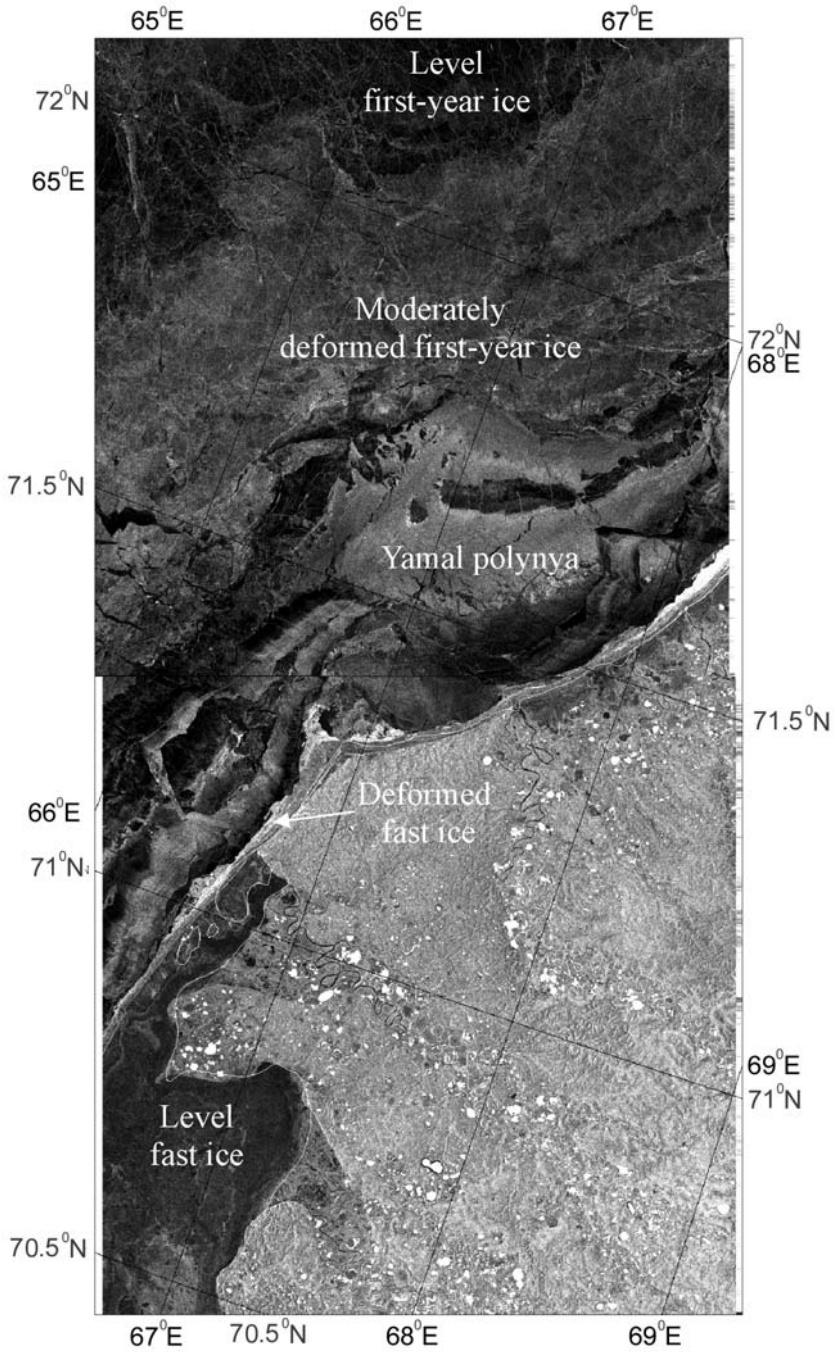 65⁰E 66⁰E 67⁰E
Level
first-year ice
72⁰N
65⁰E
Moderately
deformed first-year ice
72⁰N
68⁰E
71.5⁰N
Yamal polynya
71.5⁰N
Deformed
fast ice
66⁰E
71⁰N
69⁰E
71⁰N
Level
fast ice
70.5⁰N
67⁰E 70.5⁰N 68⁰E 69⁰E